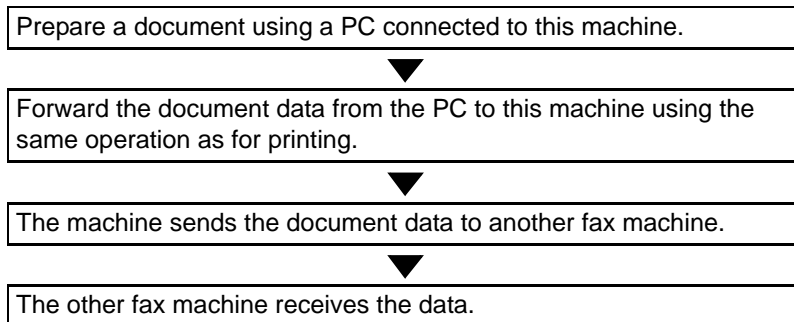 Prepare a document using a PC connected to this machine.
Forward the document data from the PC to this machine using the
same operation as for printing.
The machine sends the document data to another fax machine.
The other fax machine receives the data.